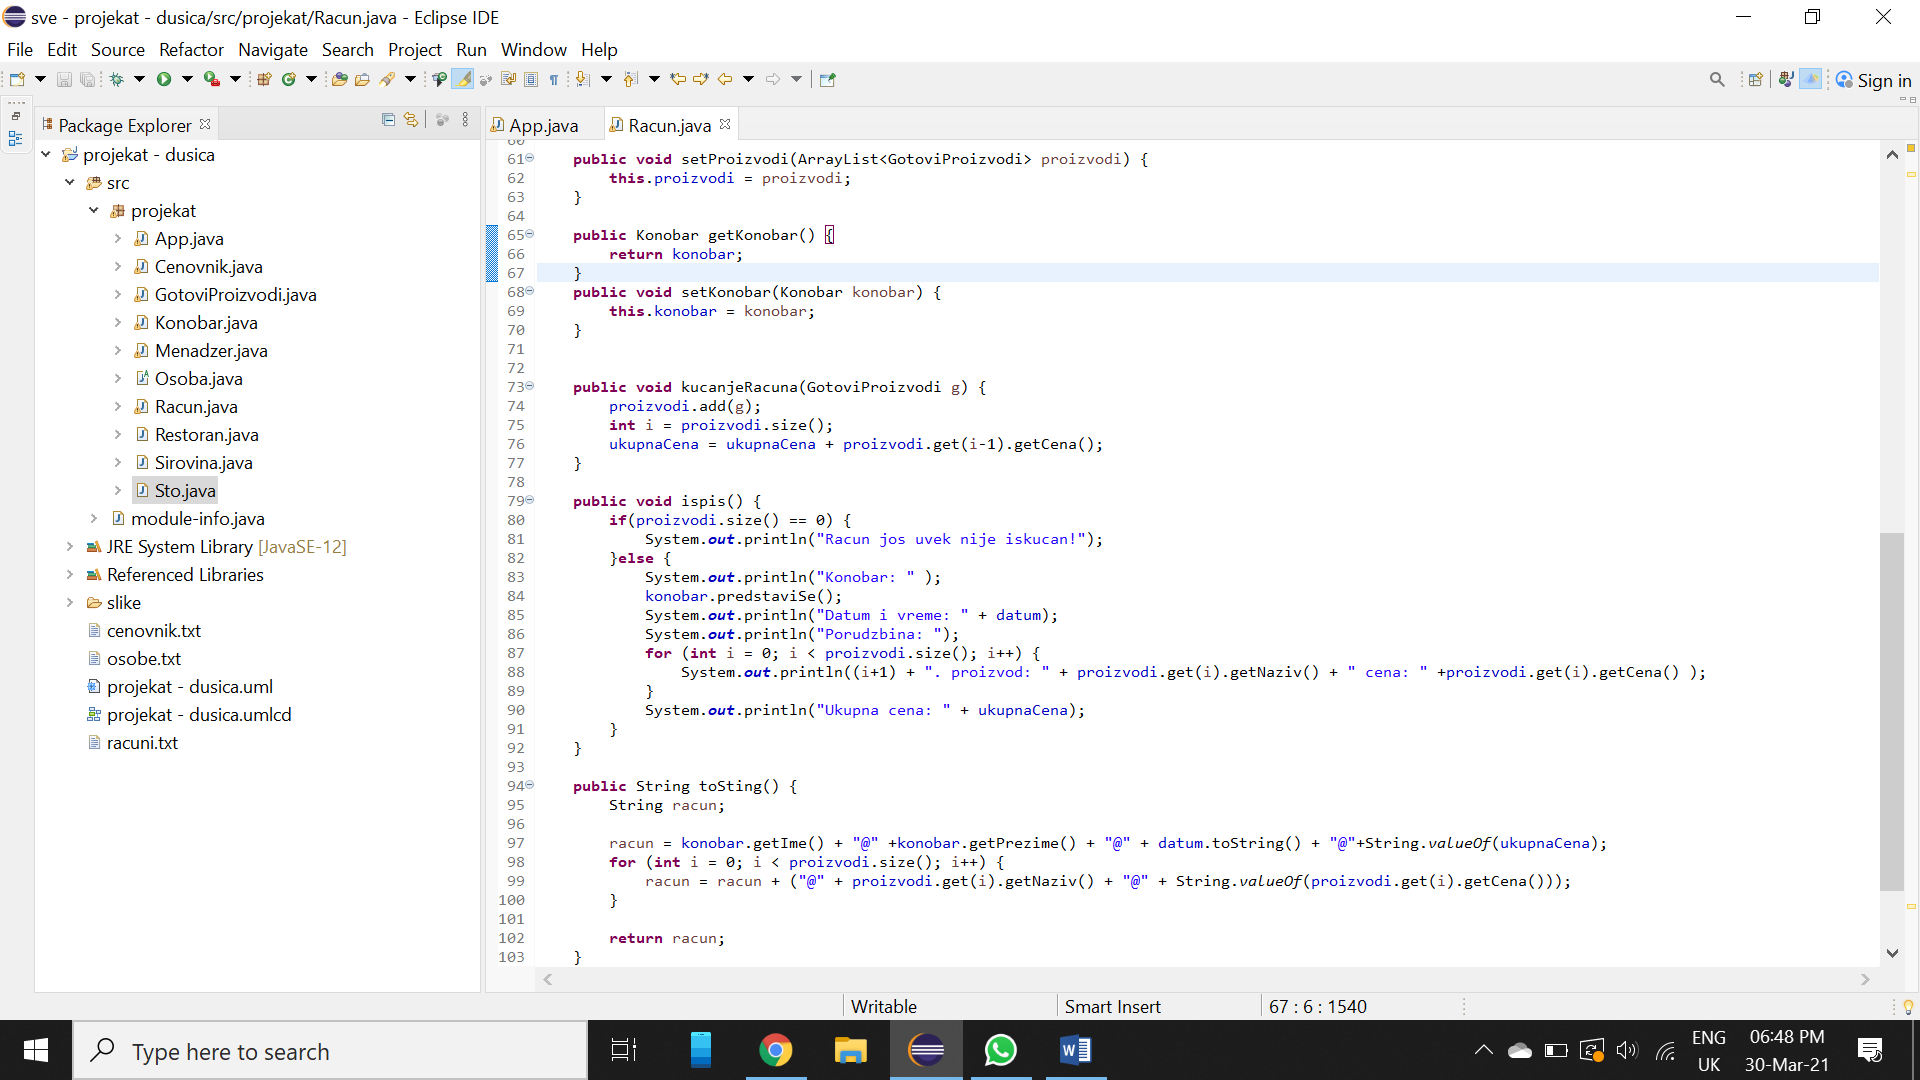 sve - projekat - dusica/src/projekat/Racun.java - Eclipse IDE
File Edit Source Refactor Navigate Search Project Run Window Help
Sign in
Package Explorer
App.java
Racun.java
projekat - dusica
src
projekat
App.java
Cenovnik.java
GotoviProizvodi.java
Konobar.java
Menadzer.java
Osoba.java
Racun.java
Restoran.java
Sirovina.java
Sto.java
module-info.java
JRE System Library [JavaSE-12]
Referenced Libraries
slike
cenovnik.txt
osobe.txt
projekat - dusica.uml
projekat - dusica.umlcd
racuni.txt
60
61 public void setProizvodi(ArrayList<GotoviProizvodi> proizvodi) {
62 this.proizvodi = proizvodi;
63 }
64
65 public Konobar getKonobar() {
66 return konobar;
67 }
68 public void setKonobar(Konobar konobar) {
69 this.konobar = konobar;
70 }
71
72
73 public void kucanjeRacuna(GotoviProizvodi g) {
74 proizvodi.add(g);
75 int i = proizvodi.size();
76 ukupnaCena = ukupnaCena + proizvodi.get(i-1).getCena();
77 }
78
79 public void ispis() {
80 if(proizvodi.size() == 0) {
81 System.out.println("Racun jos uvek nije iskucan!");
82 }else {
83 System.out.println("Konobar: " );
84 konobar.predstaviSe();
85 System.out.println("Datum i vreme: " + datum);
86 System.out.println("Porudzbina: ");
87 for (int i = 0; i < proizvodi.size(); i++) {
88 System.out.println((i+1) + ". proizvod: " + proizvodi.get(i).getNaziv() + " cena: " +proizvodi.get(i).getCena() );
89 }
90 System.out.println("Ukupna cena: " + ukupnaCena);
91 }
92 }
93
94 public String toSting() {
95 String racun;
96
97 racun = konobar.getIme() + "@" +konobar.getPrezime() + "@" + datum.toString() + "@"+String.valueOf(ukupnaCena);
98 for (int i = 0; i < proizvodi.size(); i++) {
99 racun = racun + ("@" + proizvodi.get(i).getNaziv() + "@" + String.valueOf(proizvodi.get(i).getCena()));
100 }
101
102 return racun;
103 }
Writable Smart Insert 67 : 6 : 1540
Type here to search
ENG
UK
06:48 PM
30-Mar-21